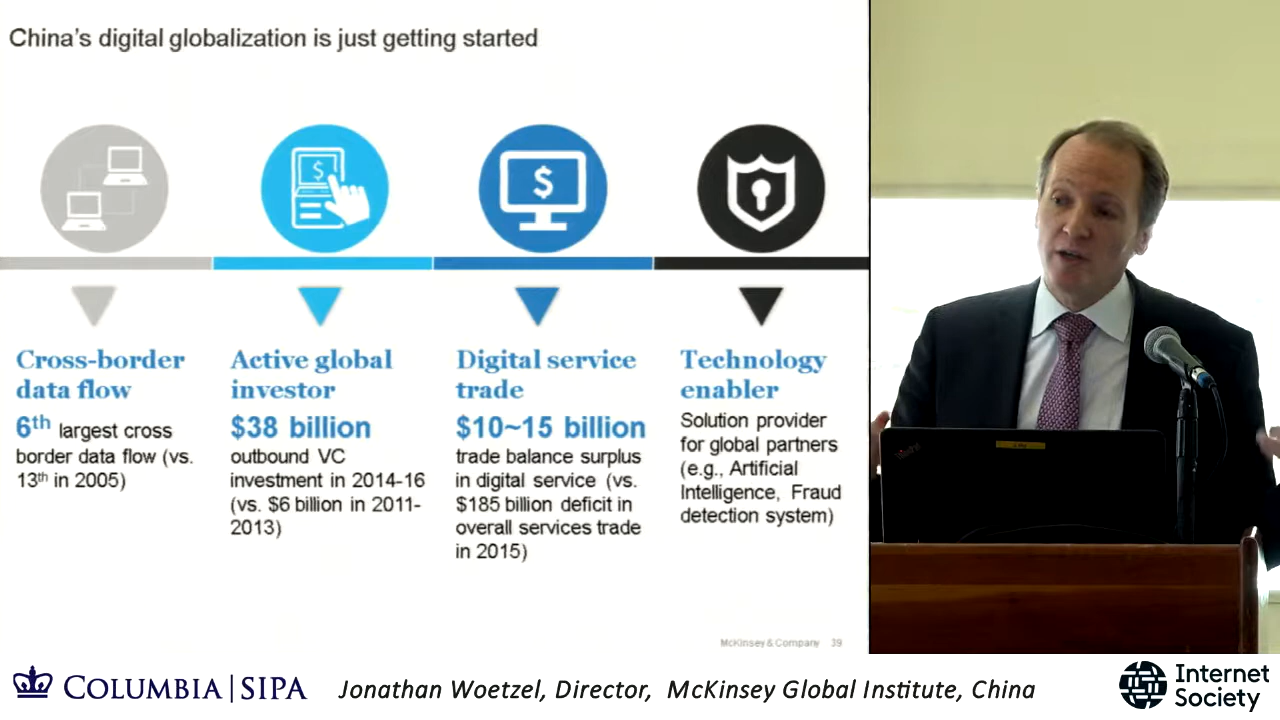 China's digital globalization is just getting started
$
$
Cross-border
data flow
6th largest cross
border data flow (vs.
13th in 2005)
Active global
investor
$38 billion
outbound VC
investment in 2014-16
(vs. $6 billion in 2011-
2013)
Digital service
trade
$10~15 billion
trade balance surplus
in digital service (vs.
$185 billion deficit in
overall services trade
in 2015)
Technology
enabler
Solution provider
for global partners
(e.g., Artificial
Intelligence, Fraud
detection system)
McKinsey & Company 39
COLUMBIA | SIPA
Jonathan Woetzel, Director, McKinsey Global Institute, China
Internet
Society